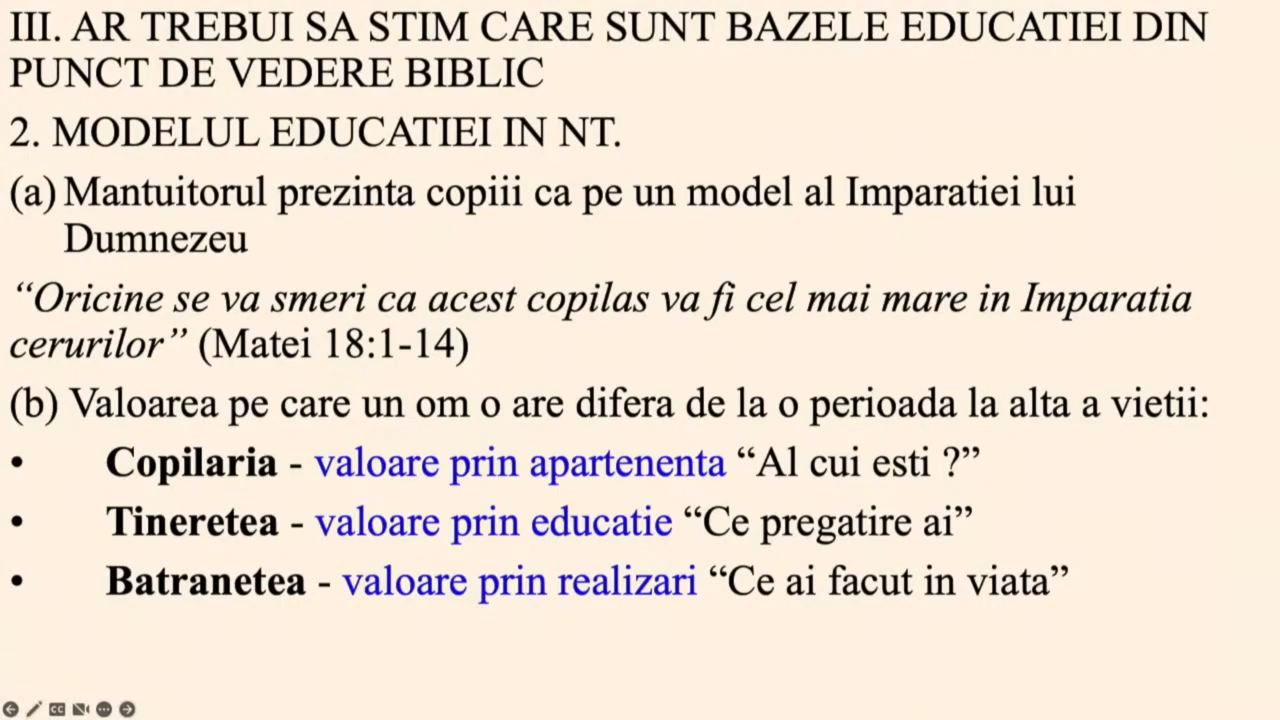 III. AR TREBUI SA STIM CARE SUNT BAZELE EDUCATIEI DIN
PUNCT DE VEDERE BIBLIC
2. MODELUL EDUCATIEI IN NT.
(a) Mantuitorul prezinta copiii ca pe un model al Imparatiei lui
Dumnezeu
“Oricine se va smeri ca acest copilas va fi cel mai mare in Imparatia
cerurilor” (Matei 18:1-14)
(b) Valoarea pe care un om o are difera de la o perioada la alta a vietii:
• Copilaria - valoare prin apartenenta “Al cui esti ?”
• Tineretea - valoare prin educatie “Ce pregatire ai”
• Batranetea - valoare prin realizari “Ce ai facut in viata”
CC